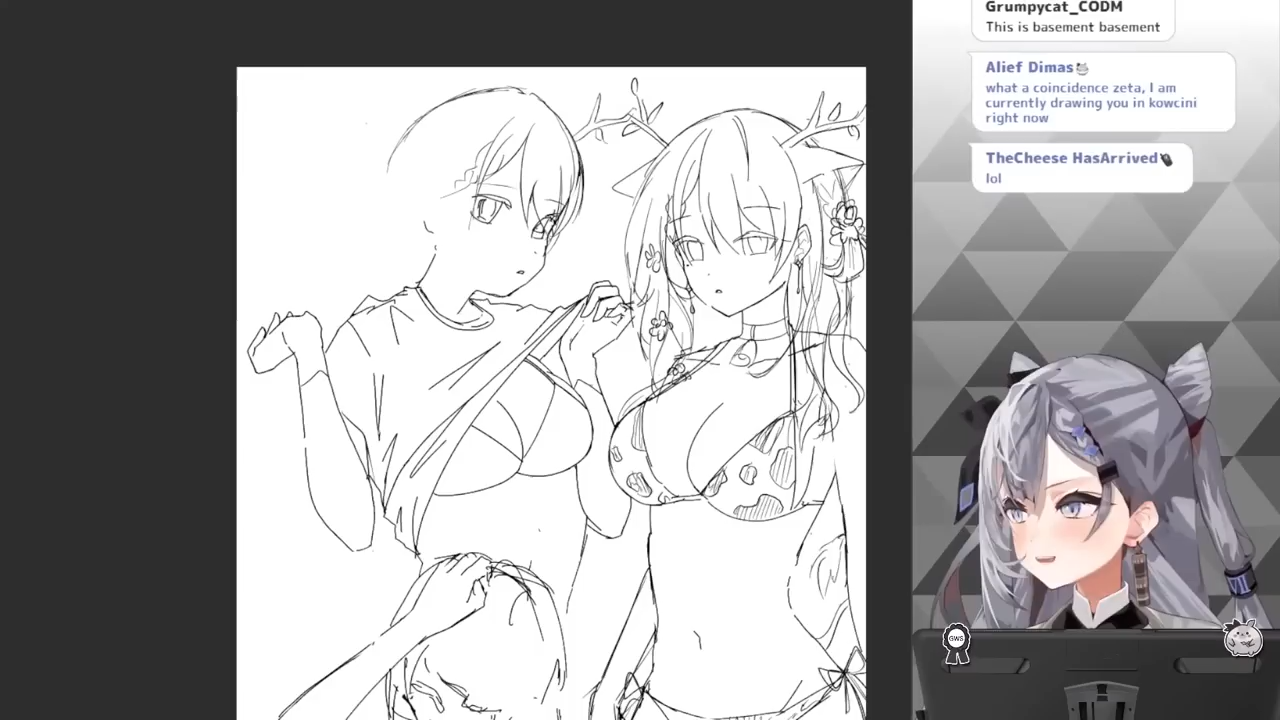 Grumpycat_CODM
This is basement basement
Alief Dimas
what a coincidence zeta, I am
currently drawing you in kowcini
right now
TheCheese HasArrived
lol
GWS